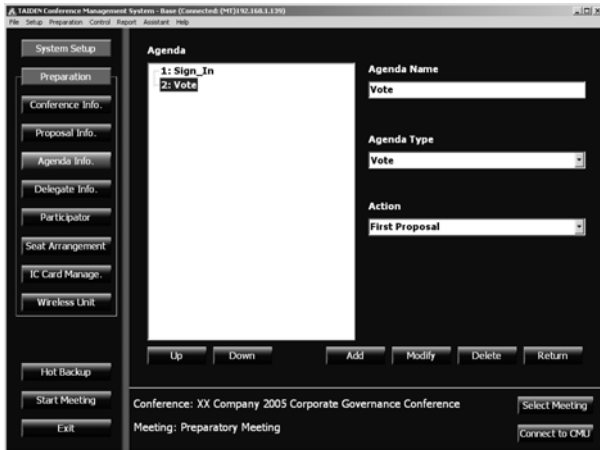 TAIDEN Conference Management System - Base (Connected: (MT)192.168.1.139)
File Setup Preparation Control Report Assistant Help
System Setup
Preparation
Conference Info.
Proposal Info.
Agenda Info.
Delegate Info.
Participator
Seat Arrangement
IC Card Manage.
Wireless Unit
Hot Backup
Start Meeting
Exit
Agenda
1: Sign_In
2: Vote
Agenda Name
Vote
Agenda Type
Vote
Action
First Proposal
Up Down Add Modify Delete Return
Conference: XX Company 2005 Corporate Governance Conference
Meeting: Preparatory Meeting
Select Meeting
Connect to CMU